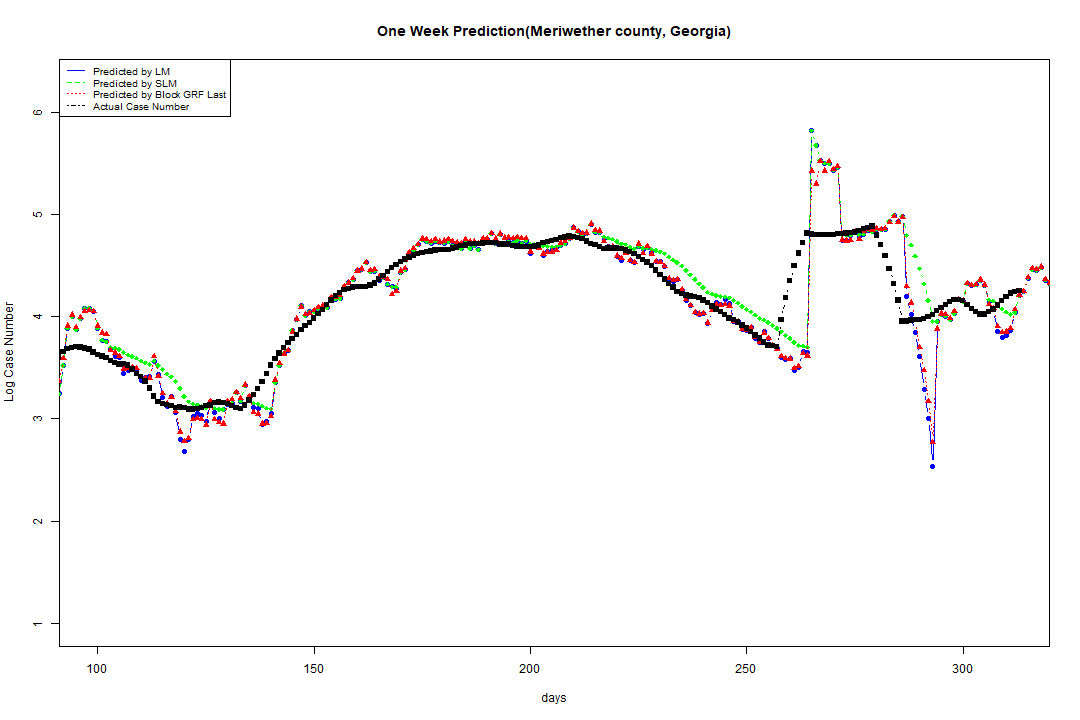 One Week Prediction(Meriwether county, Georgia)
Predicted by LM
Predicted by SLM
Predicted by Block GRF Last
Actual Case Number
6
5
4
3
2
1
Log Case Number
100 150 200 250 300
days